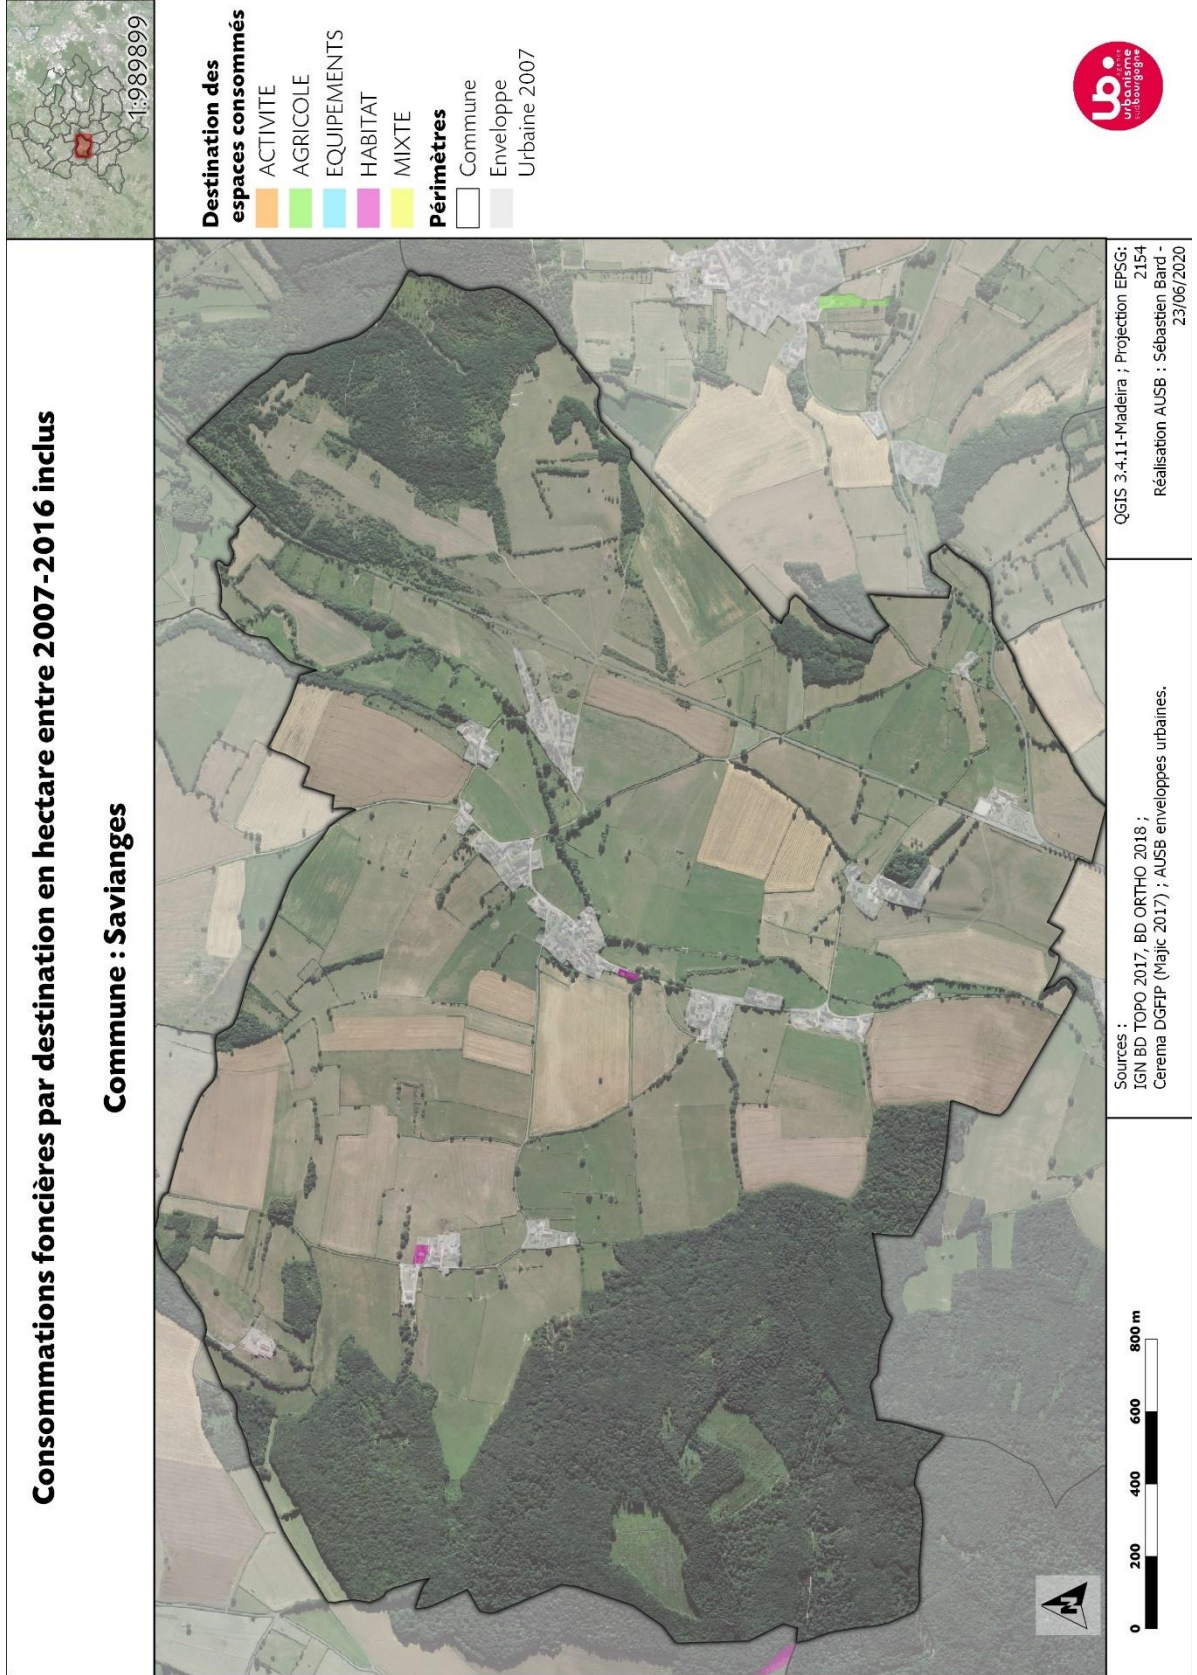 Consommations foncières par destination en hectare entre 2007-2016 inclus
Commune : Savianges
1:989899
Destination des
espaces consommés
ACTIVITE
AGRICOLE
EQUIPEMENTS
HABITAT
MIXTE
Périmètres
Commune
Enveloppe
Urbaine 2007
ub.
agence
urbanisme
sudbourgogne
N
0 200 400 600 800 m
Sources :
IGN BD TOPO 2017, BD ORTHO 2018 ;
Cerema DGFIP (Majic 2017) ; AUSB enveloppes urbaines.
QGIS 3.4.11-Madeira ; Projection EPSG:
2154
Réalisation AUSB : Sébastien Bard -
23/06/2020